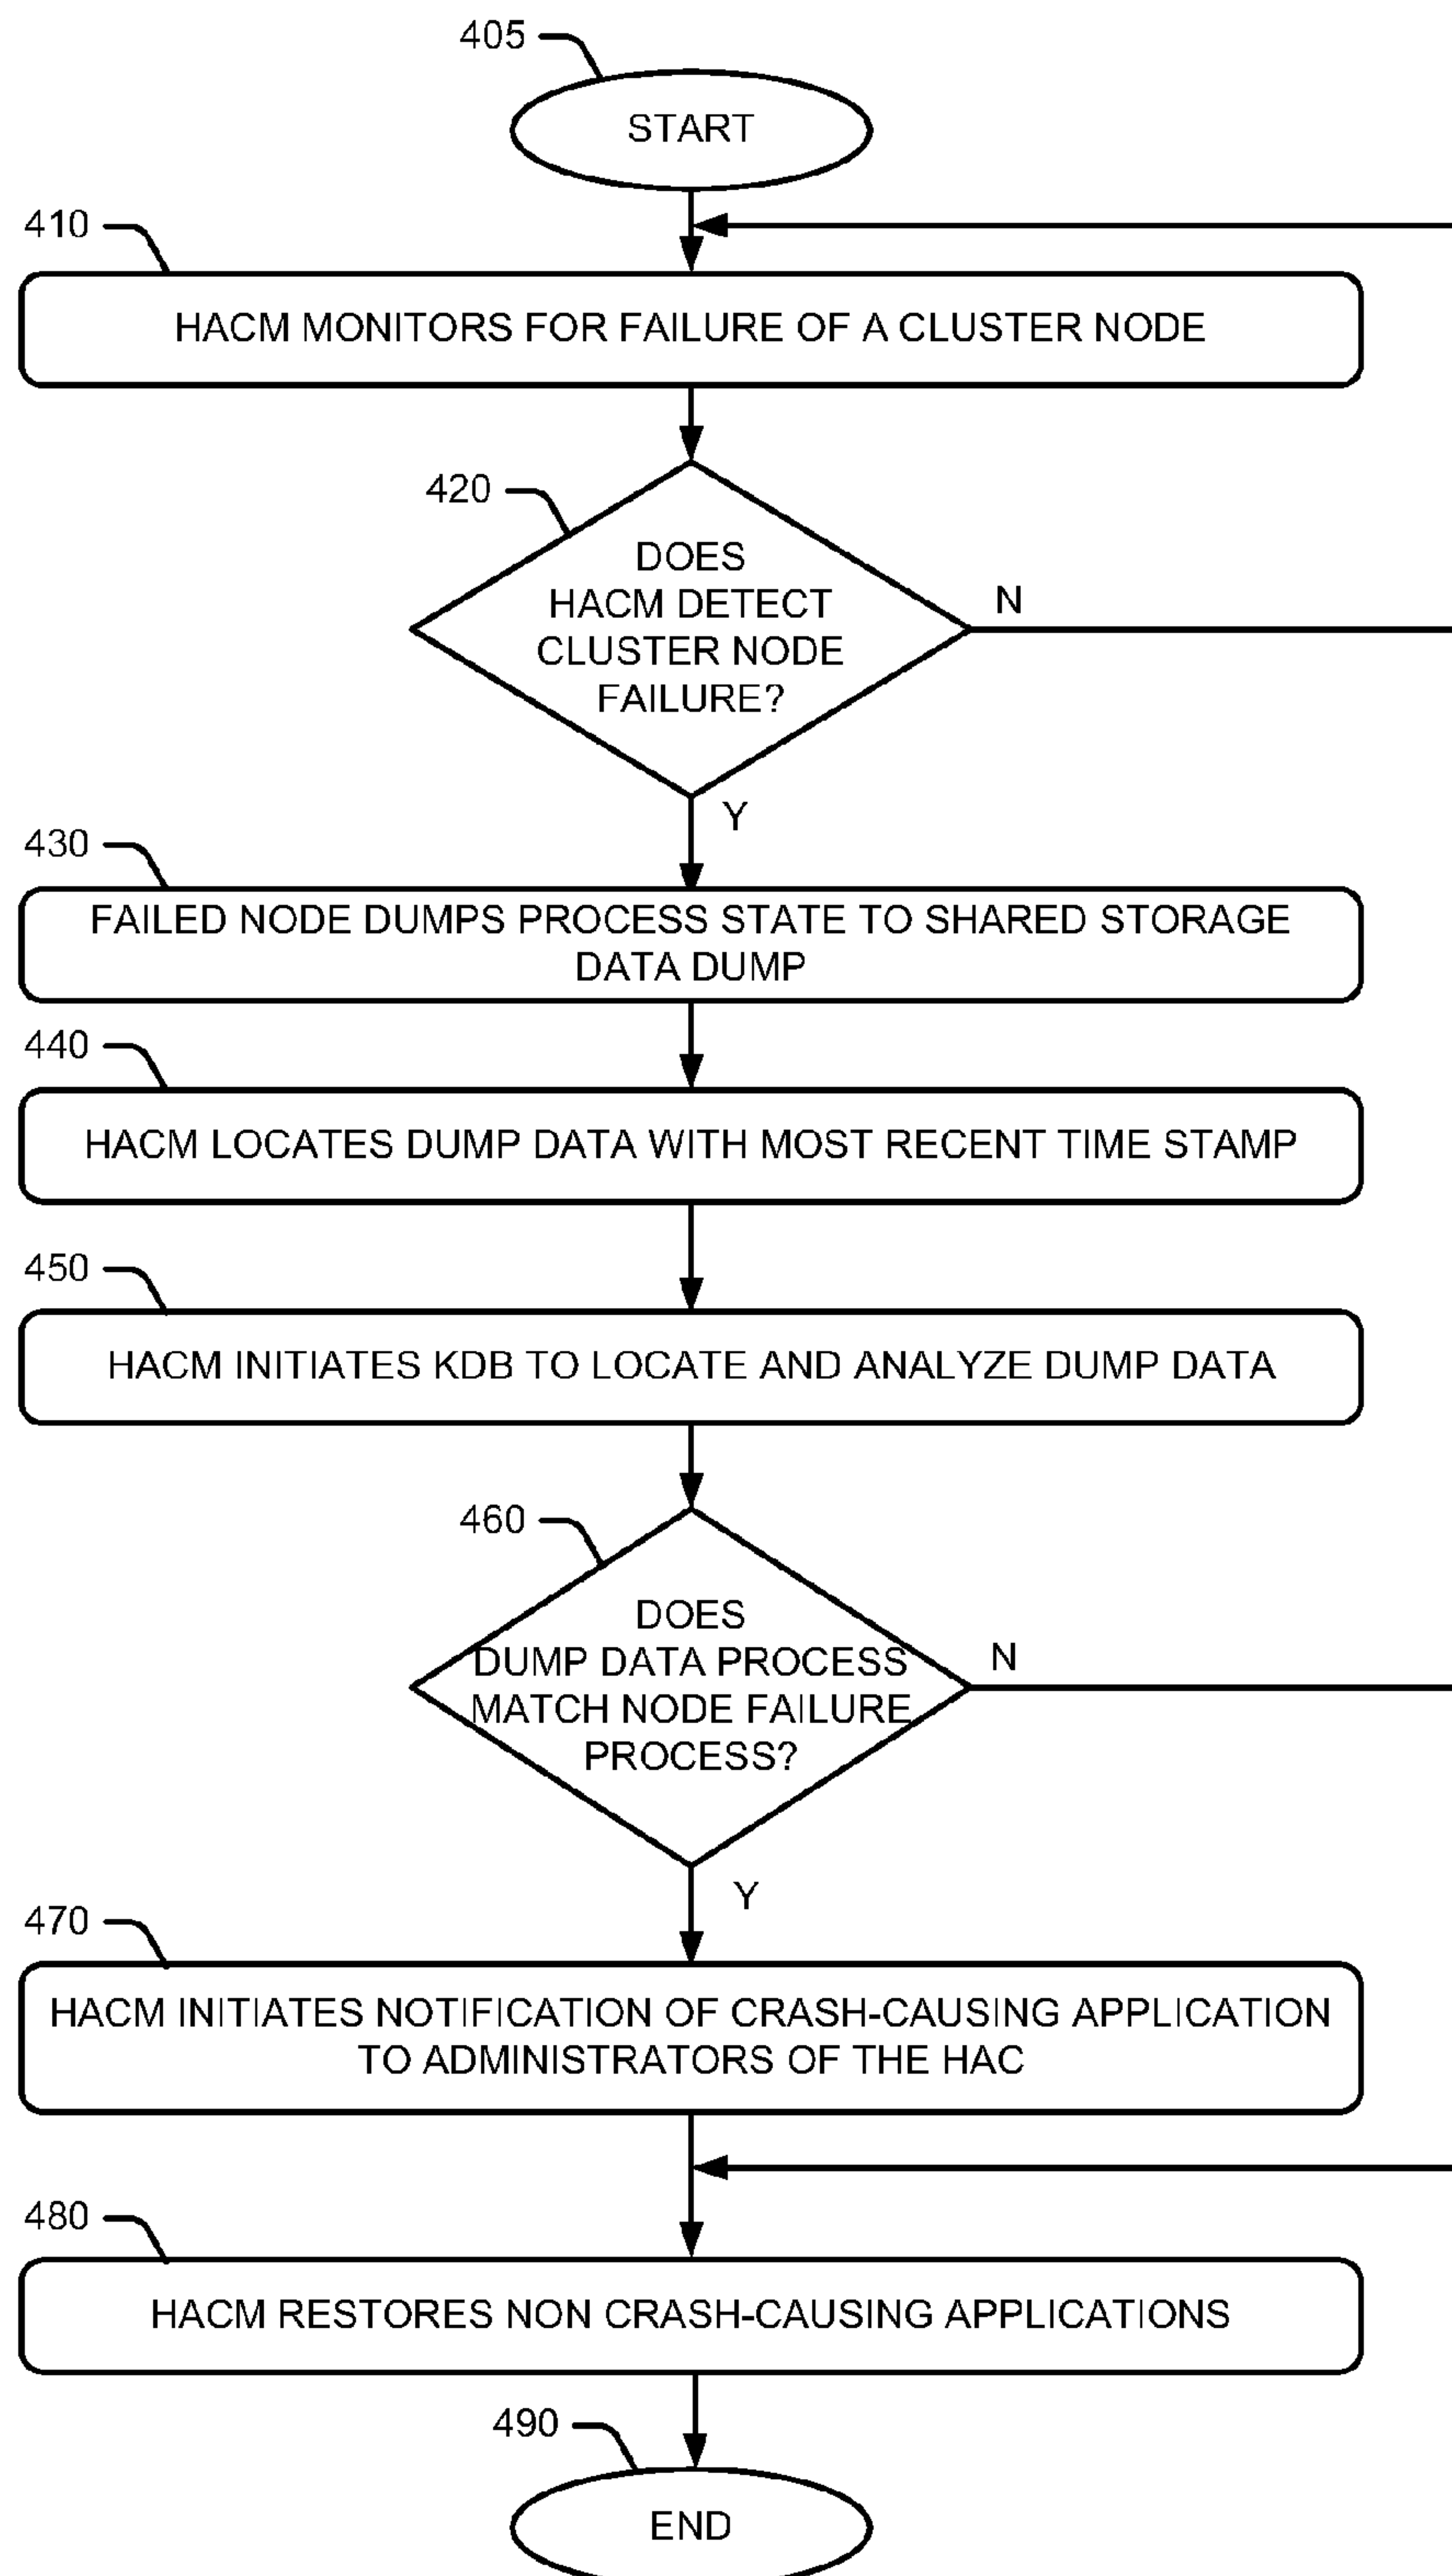 405
START
410
HACM MONITORS FOR FAILURE OF A CLUSTER NODE
420
DOES
HACM DETECT
CLUSTER NODE
FAILURE?
N
Y
430
FAILED NODE DUMPS PROCESS STATE TO SHARED STORAGE
DATA DUMP
440
HACM LOCATES DUMP DATA WITH MOST RECENT TIME STAMP
450
HACM INITIATES KDB TO LOCATE AND ANALYZE DUMP DATA
460
DOES
DUMP DATA PROCESS
MATCH NODE FAILURE
PROCESS?
N
Y
470
HACM INITIATES NOTIFICATION OF CRASH-CAUSING APPLICATION
TO ADMINISTRATORS OF THE HAC
480
HACM RESTORES NON CRASH-CAUSING APPLICATIONS
490
END